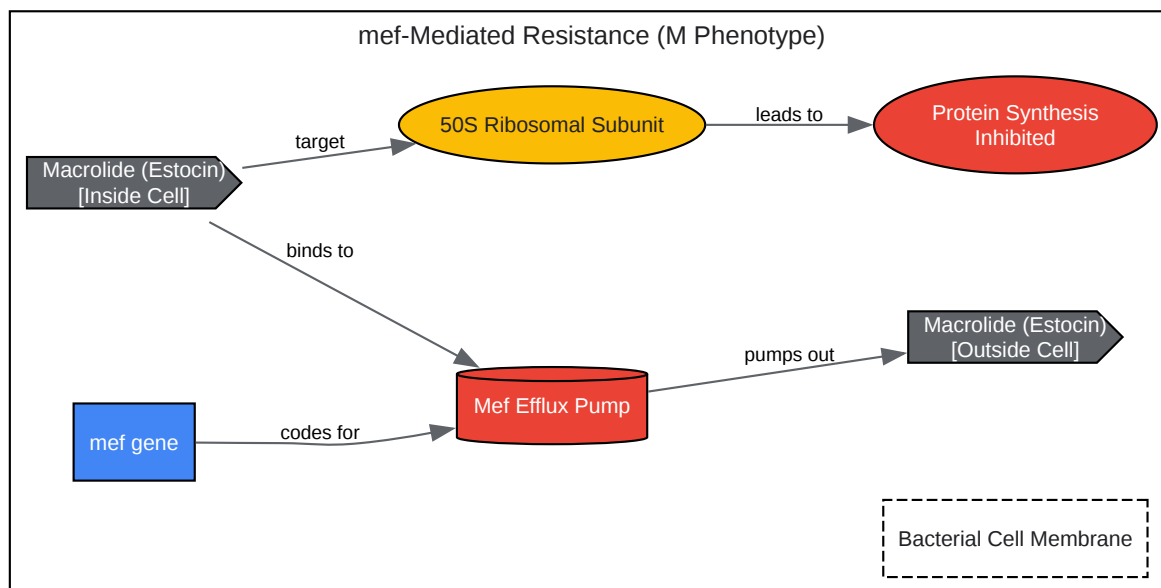 mef-Mediated Resistance (M Phenotype)
50S Ribosomal Subunit
leads to
Protein Synthesis
Inhibited
target
Macrolide (Estocin)
[Inside Cell]
binds to
Macrolide (Estocin)
[Outside Cell]
pumps out
Mef Efflux Pump
mef gene
codes for
Bacterial Cell Membrane